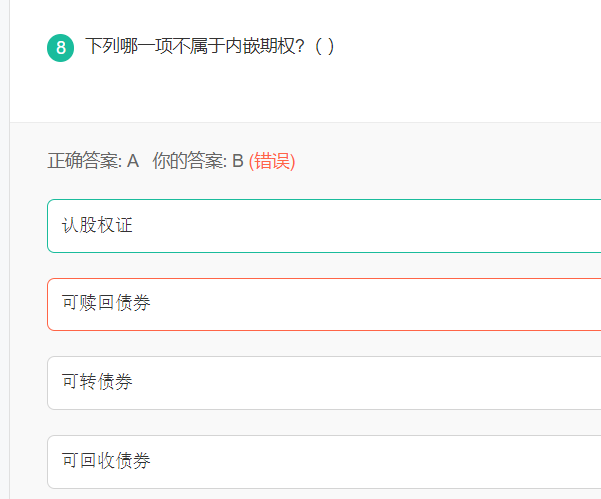 8 下列哪一项不属于内嵌期权?（ ）
正确答案: A 你的答案: B (错误)
认股权证
可赎回债券
可转债券
可回收债券